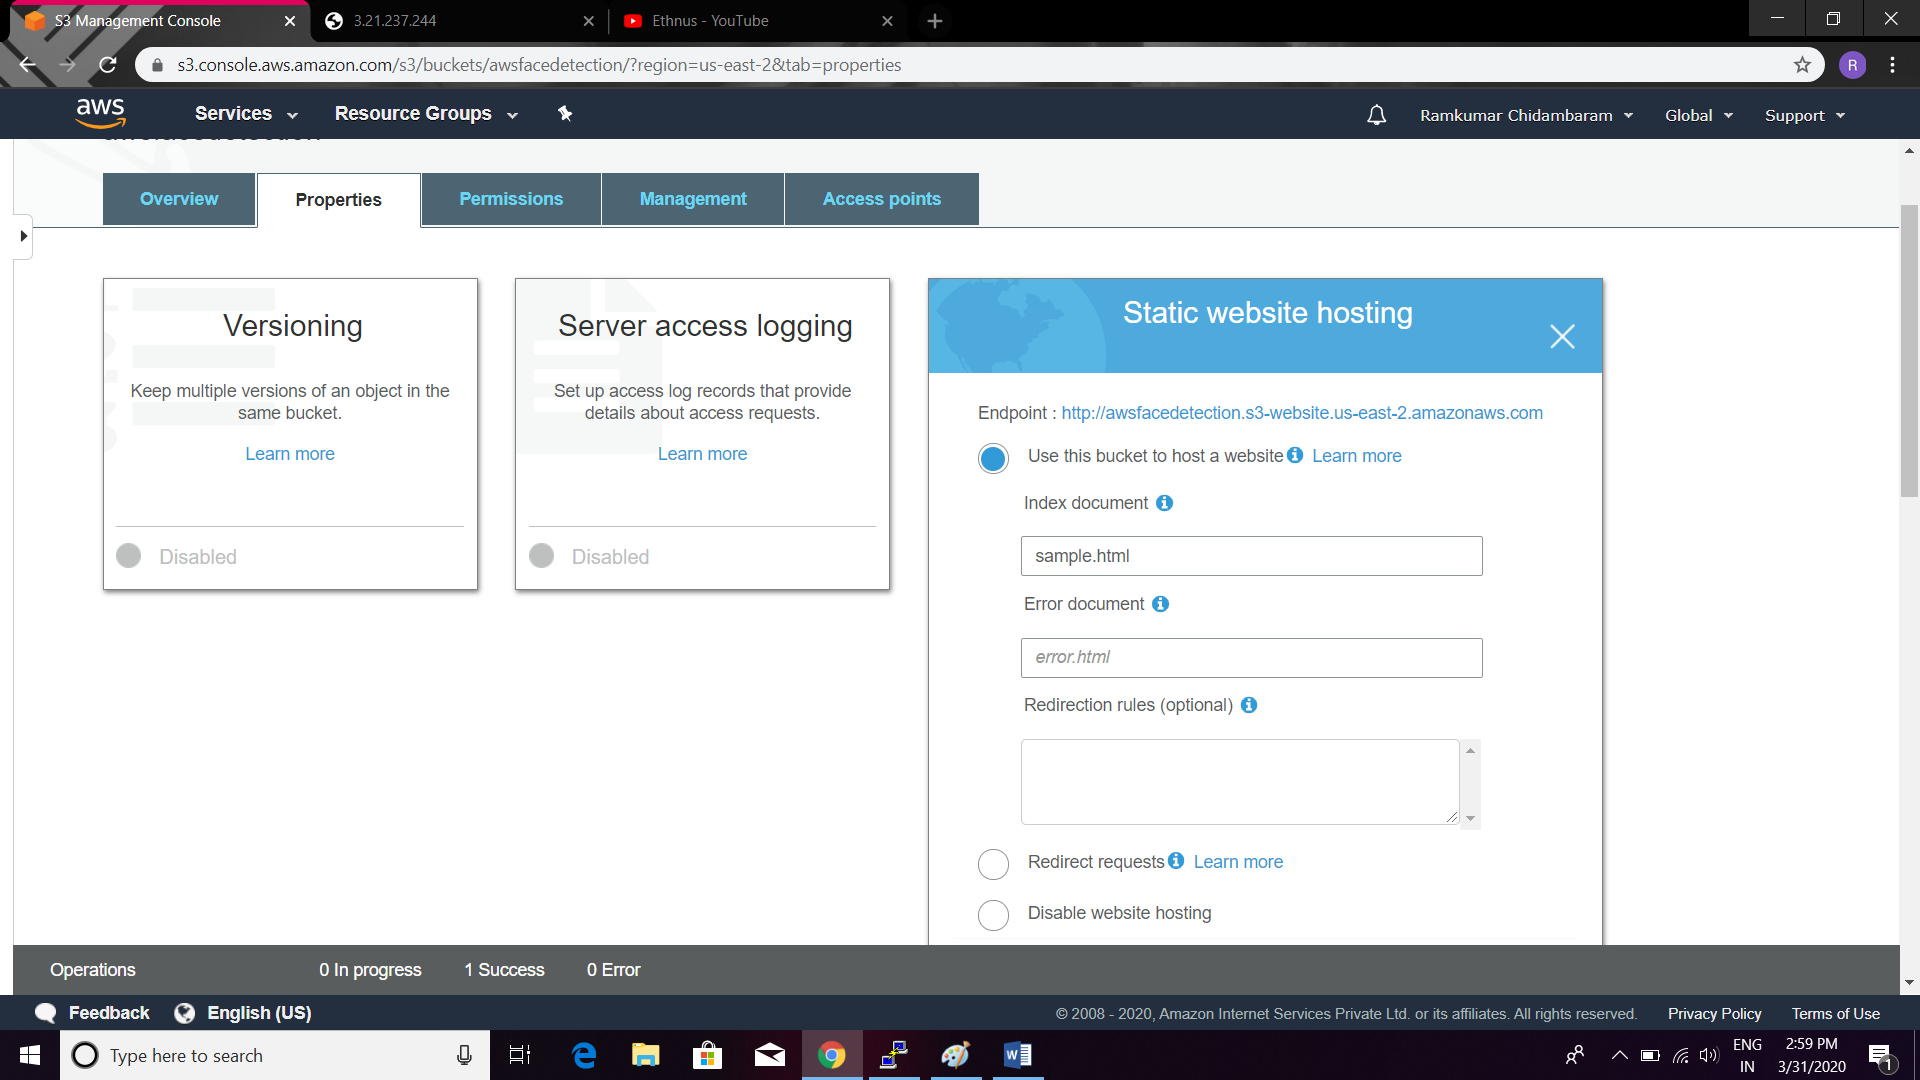 S3 Management Console
3.21.237.244
Ethnus - YouTube
s3.console.aws.amazon.com/s3/buckets/awsfacedetection/?region=us-east-2&tab=properties
R
aws
Services
Resource Groups
Ramkumar Chidambaram
Global
Support
Overview
Properties
Permissions
Management
Access points
Versioning
Keep multiple versions of an object in the
same bucket.
Learn more
Disabled
Server access logging
Set up access log records that provide
details about access requests.
Learn more
Disabled
Static website hosting
Endpoint : http://awsfacedetection.s3-website.us-east-2.amazonaws.com
Use this bucket to host a website Learn more
Index document
sample.html
Error document
error.html
Redirection rules (optional)
Redirect requests Learn more
Disable website hosting
Operations
0 In progress
1 Success
0 Error
Feedback
English (US)
© 2008 - 2020, Amazon Internet Services Private Ltd. or its affiliates. All rights reserved.
Privacy Policy
Terms of Use
Type here to search
ENG
IN
2:59 PM
3/31/2020
1